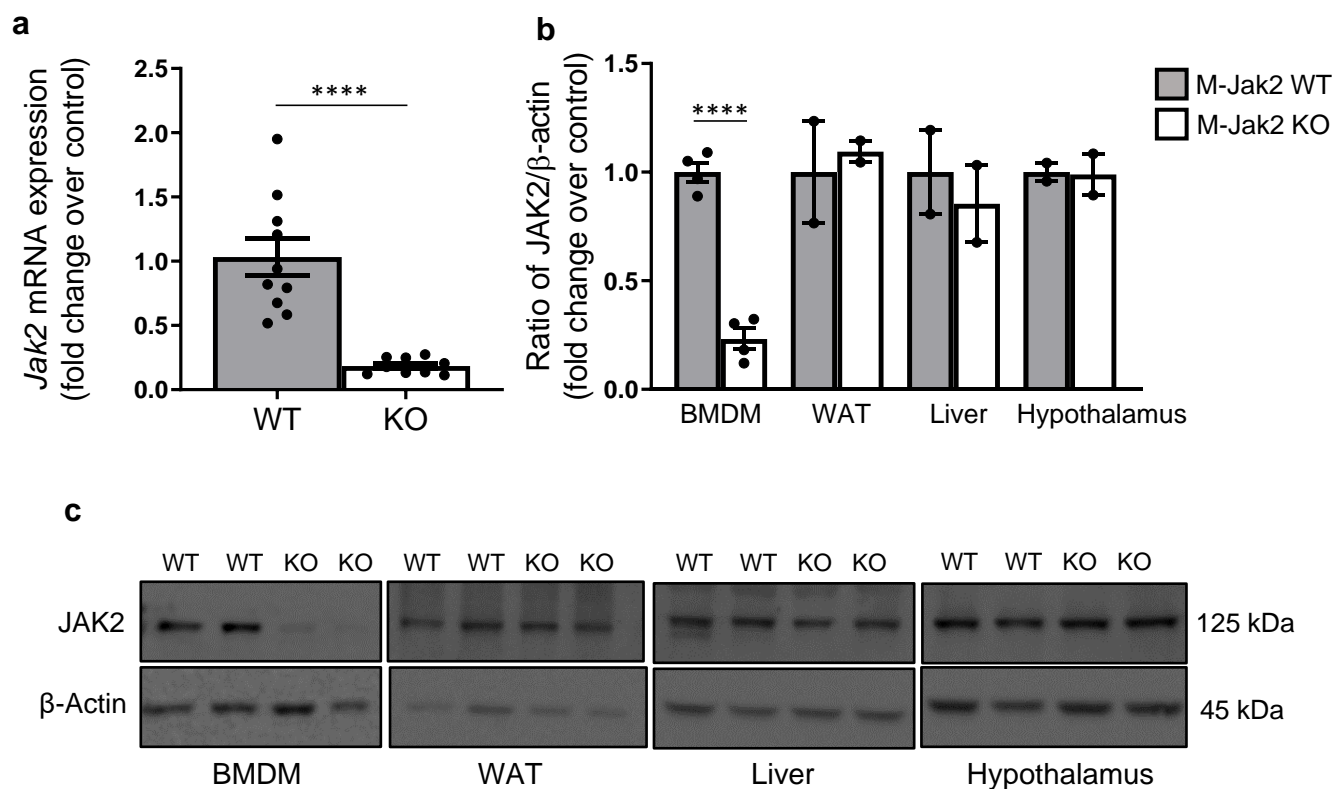 a
Jak2 mRNA expression
(fold change over control)
2.5
2.0
1.5
1.0
0.5
0.0
****
WT KO
b
Ratio of JAK2/β-actin
(fold change over control)
1.5
1.0
0.5
0.0
****
BMDM WAT Liver Hypothalamus
M-Jak2 WT
M-Jak2 KO
c
WT WT KO KO WT WT KO KO WT WT KO KO WT WT KO KO
JAK2 125 kDa
β-Actin 45 kDa
BMDM WAT Liver Hypothalamus